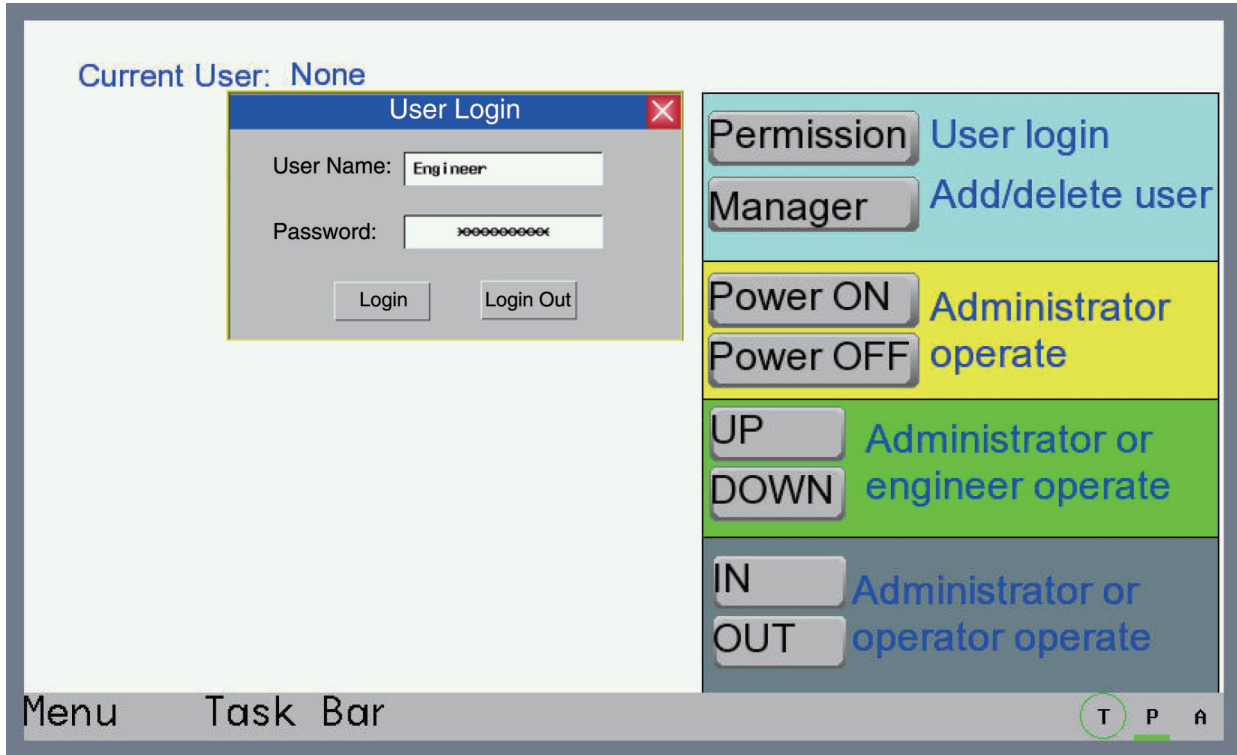 Current User: None
User Login
User Name: Engineer
Password: **********
Login Login Out
Permission User login
Manager Add/delete user
Power ON Administrator
Power OFF operate
UP Administrator or
DOWN engineer operate
IN Administrator or
OUT operator operate
Menu Task Bar T P A